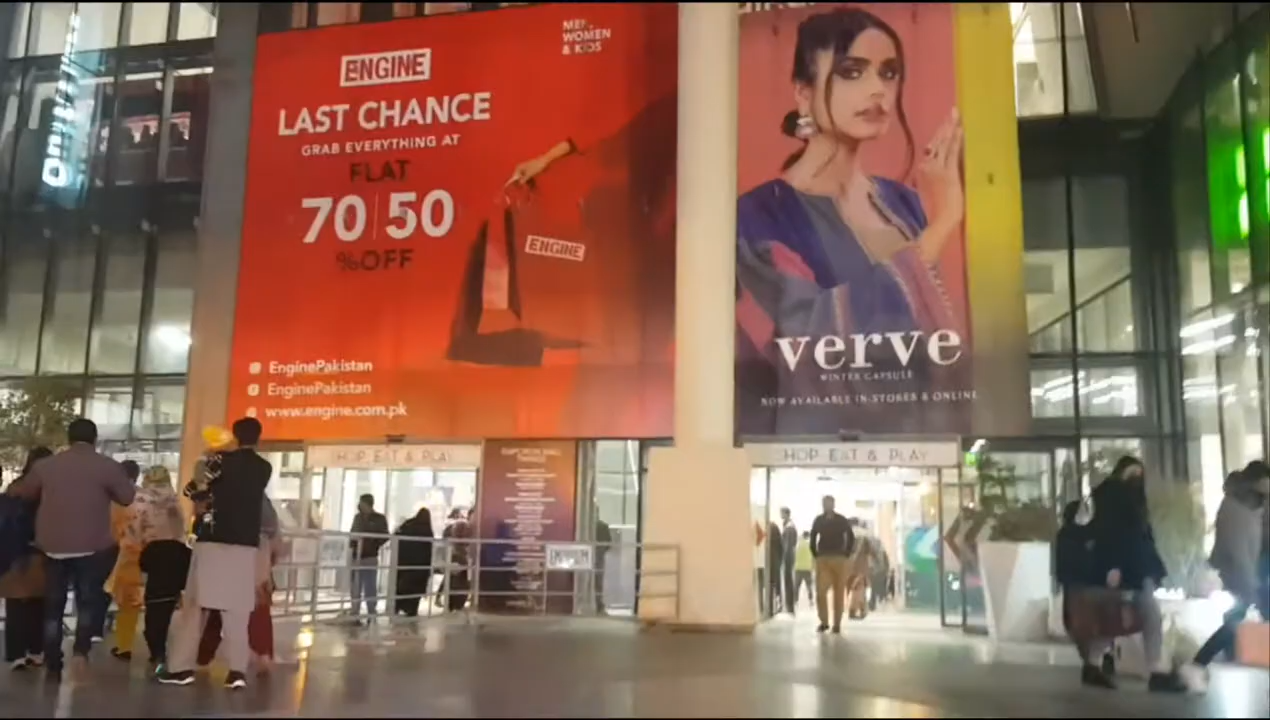 ENGINE
LAST CHANCE
GRAB EVERYTHING AT
FLAT
70|50
%OFF
MEN,
WOMEN
& KIDS
ENGINE
EnginePakistan
EnginePakistan
www.engine.com.pk
verve
WINTER CAPSULE
NOW AVAILABLE IN-STORES & ONLINE
SHOP, EAT & PLAY
SHOP, EAT & PLAY
EMPORIUM